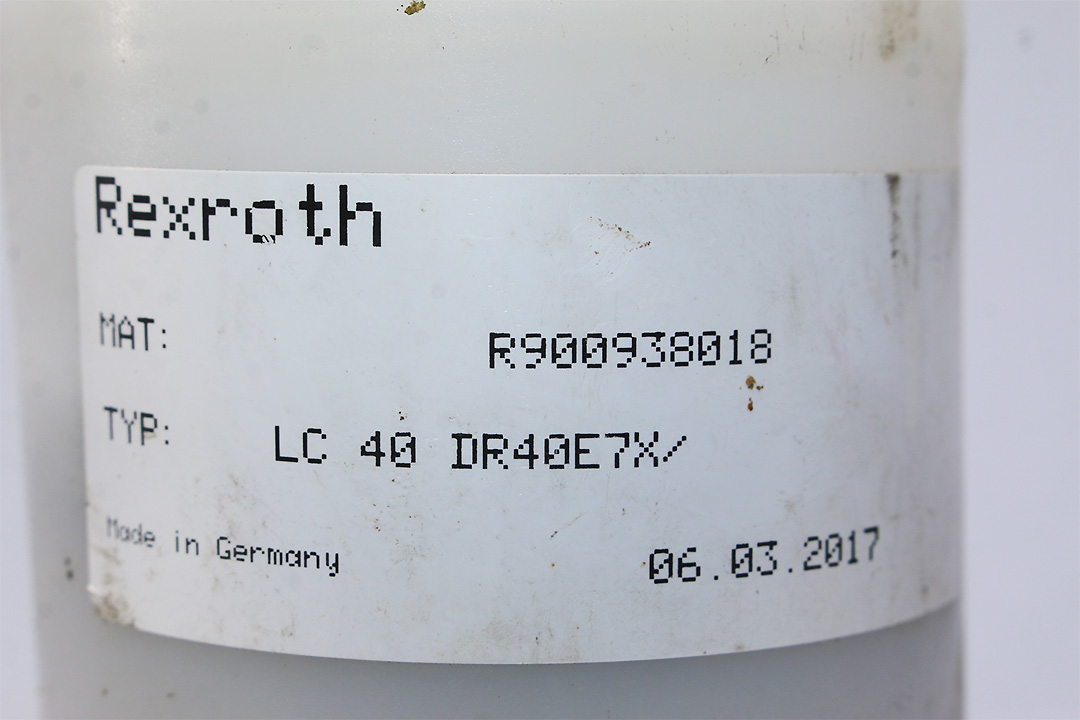 Rexroth
MAT: R900938018
TYP: LC 40 DR40E7X/
Made in Germany 06.03.2017